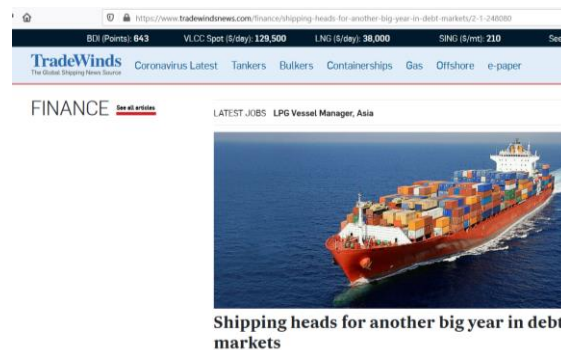 https://www.tradewindsnews.com/finance/shipping-heads-for-another-big-year-in-debt-markets/2-1-248080
BDI (Points): 643 VLCC Spot ($/day): 129,500 LNG ($/day): 38,000 SING ($/mt): 210 See
TradeWinds Coronavirus Latest Tankers Bulkers Containerships Gas Offshore e-paper
The Global Shipping News Source
FINANCE See all articles
LATEST JOBS LPG Vessel Manager, Asia
Shipping heads for another big year in debt
markets